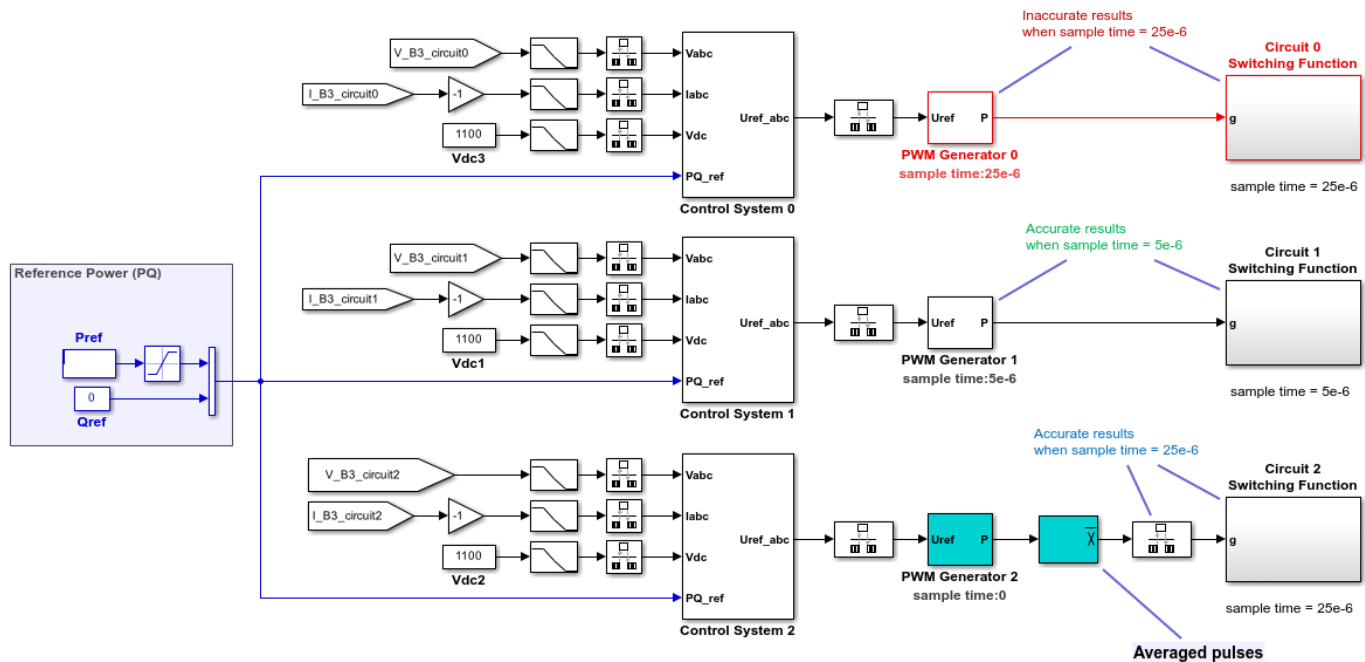 Inaccurate results
when sample time = 25e-6
Circuit 0
Switching Function
V_B3_circuit0
I_B3_circuit0
-1
1100
Vdc3
Vabc
Iabc
Vdc
PQ_ref
Uref_abc
Control System 0
Uref
P
PWM Generator 0
sample time:25e-6
g
sample time = 25e-6
Accurate results
when sample time = 5e-6
Circuit 1
Switching Function
V_B3_circuit1
I_B3_circuit1
-1
1100
Vdc1
Vabc
Iabc
Vdc
PQ_ref
Uref_abc
Control System 1
Uref
P
PWM Generator 1
sample time:5e-6
g
sample time = 5e-6
Reference Power (PQ)
Pref
0
Qref
Accurate results
when sample time = 25e-6
Circuit 2
Switching Function
V_B3_circuit2
I_B3_circuit2
-1
1100
Vdc2
Vabc
Iabc
Vdc
PQ_ref
Uref_abc
Control System 2
Uref
P
PWM Generator 2
sample time:0
X
g
sample time = 25e-6
Averaged pulses